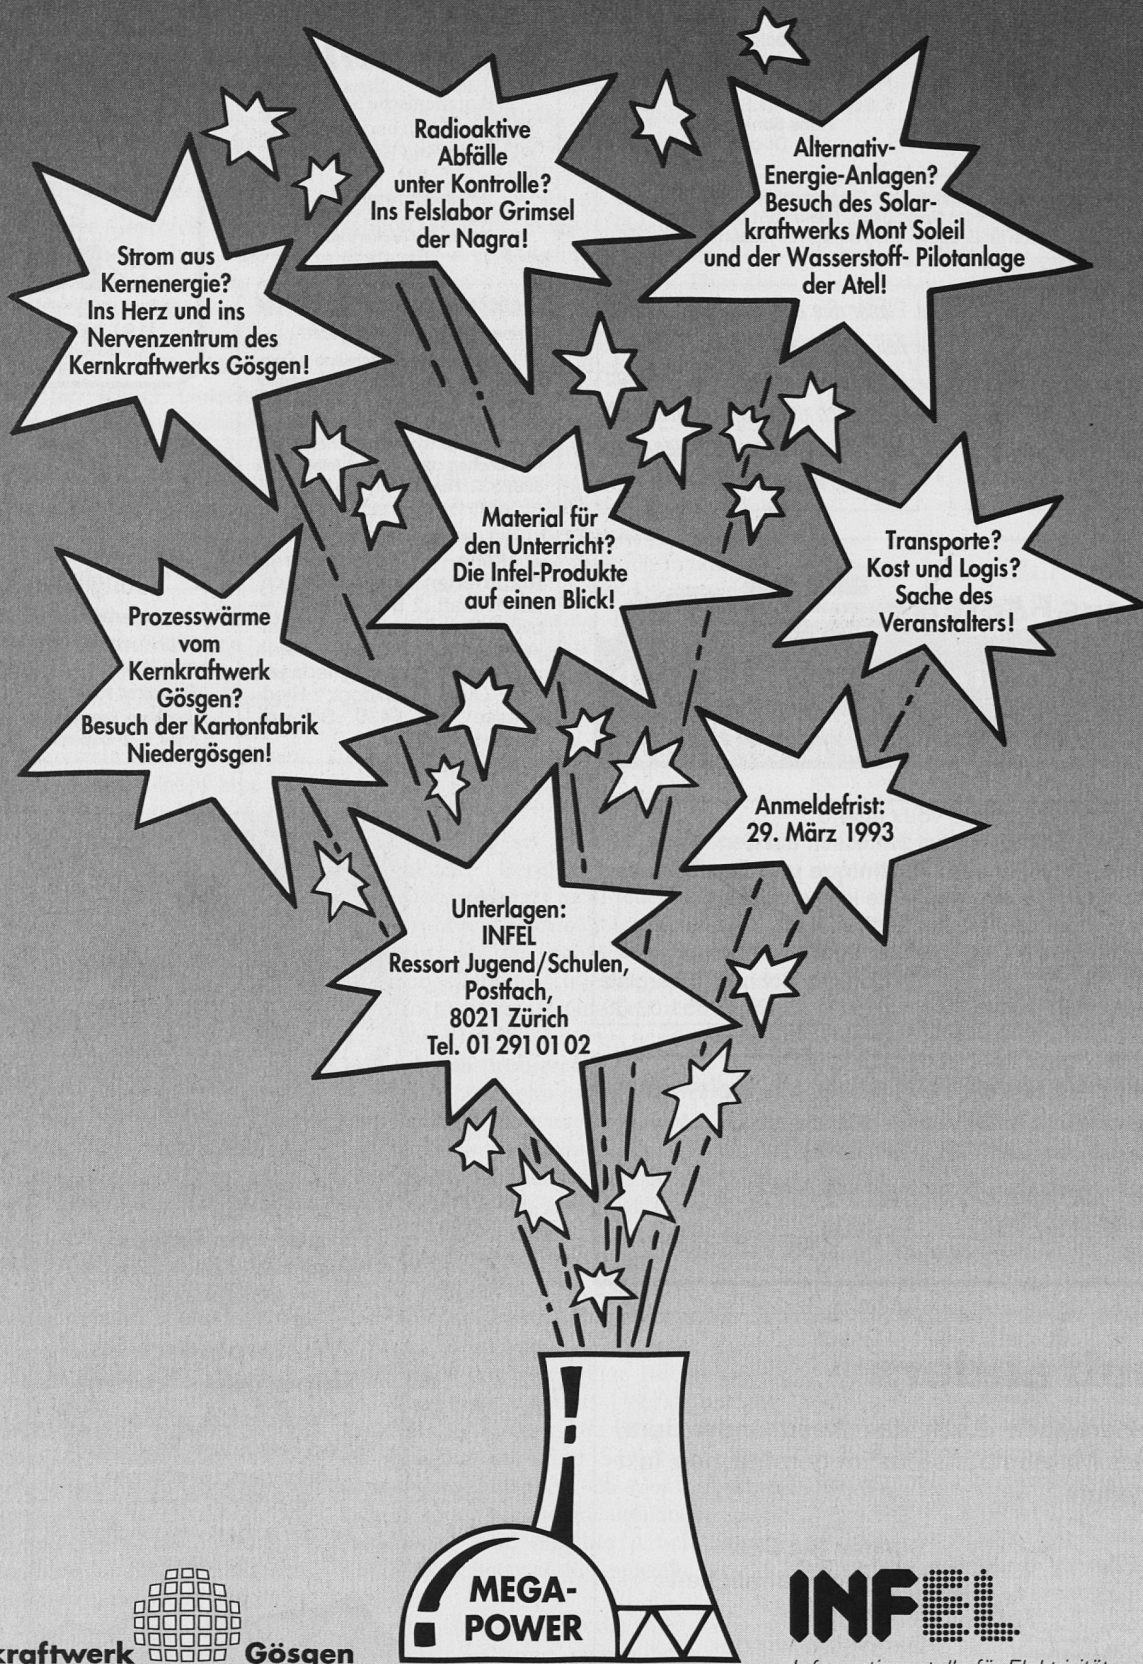 Radioaktive
Abfälle
unter Kontrolle?
Ins Felslabor Grimsel
der Nagra!
Alternativ-
Energie-Anlagen?
Besuch des Solar-
kraftwerks Mont Soleil
und der Wasserstoff- Pilotanlage
der Atel!
Strom aus
Kernenergie?
Ins Herz und ins
Nervenzentrum des
Kernkraftwerks Gösgen!
Material für
den Unterricht?
Die Infel-Produkte
auf einen Blick!
Transporte?
Kost und Logis?
Sache des
Veranstalters!
Prozesswärme
vom
Kernkraftwerk
Gösgen?
Besuch der Kartonfabrik
Niedergösgen!
Anmeldefrist:
29. März 1993
Unterlagen:
INFEL
Ressort Jugend/Schulen,
Postfach,
8021 Zürich
Tel. 01 291 01 02
MEGA-
POWER
kraftwerk Gösgen
INFEL